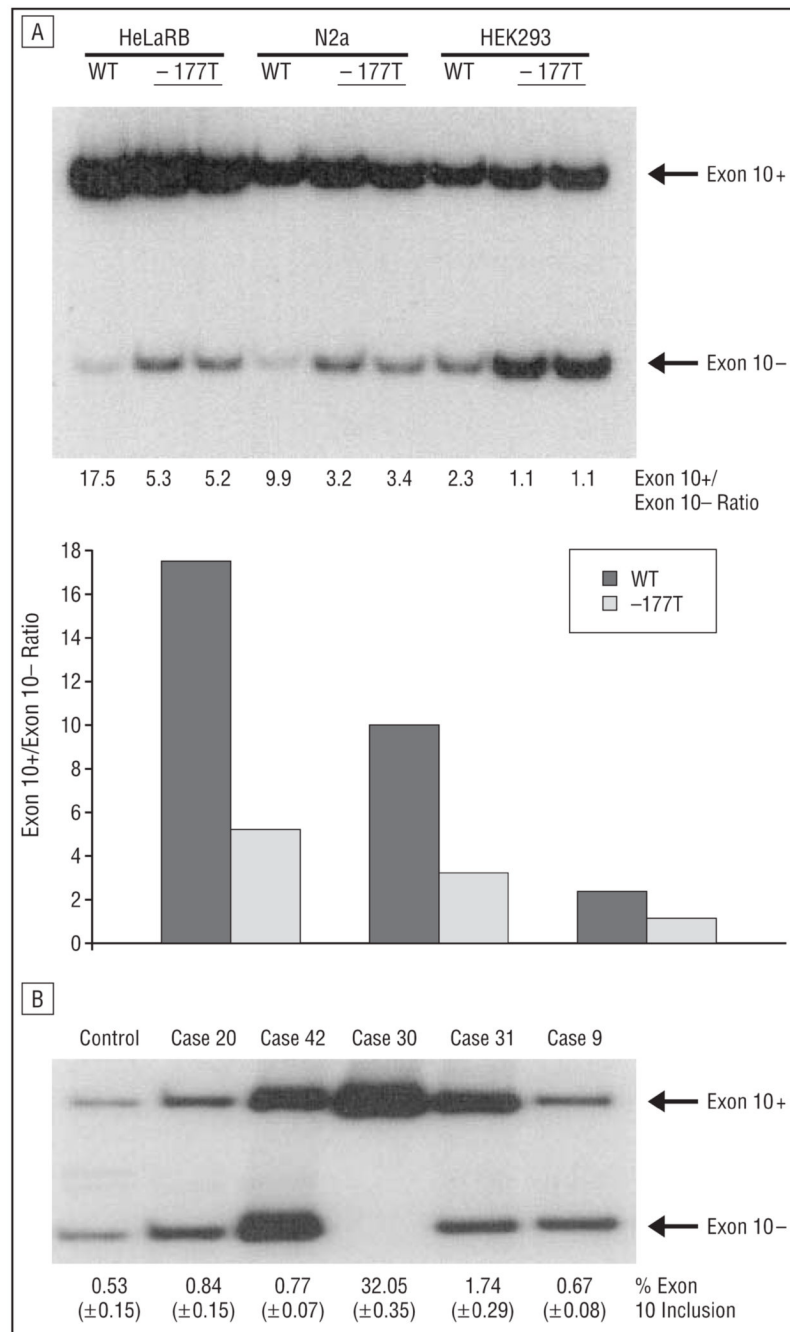 A
HeLaRB N2a HEK293
WT – 177T WT – 177T WT – 177T
Exon 10+
Exon 10–
17.5 5.3 5.2 9.9 3.2 3.4 2.3 1.1 1.1 Exon 10+/
Exon 10– Ratio
18
16
14
12
10
8
6
4
2
0
Exon 10+/Exon 10– Ratio
WT
–177T
B
Control Case 20 Case 42 Case 30 Case 31 Case 9
Exon 10+
Exon 10–
0.53 0.84 0.77 32.05 1.74 0.67 % Exon
(±0.15) (±0.15) (±0.07) (±0.35) (±0.29) (±0.08) 10 Inclusion